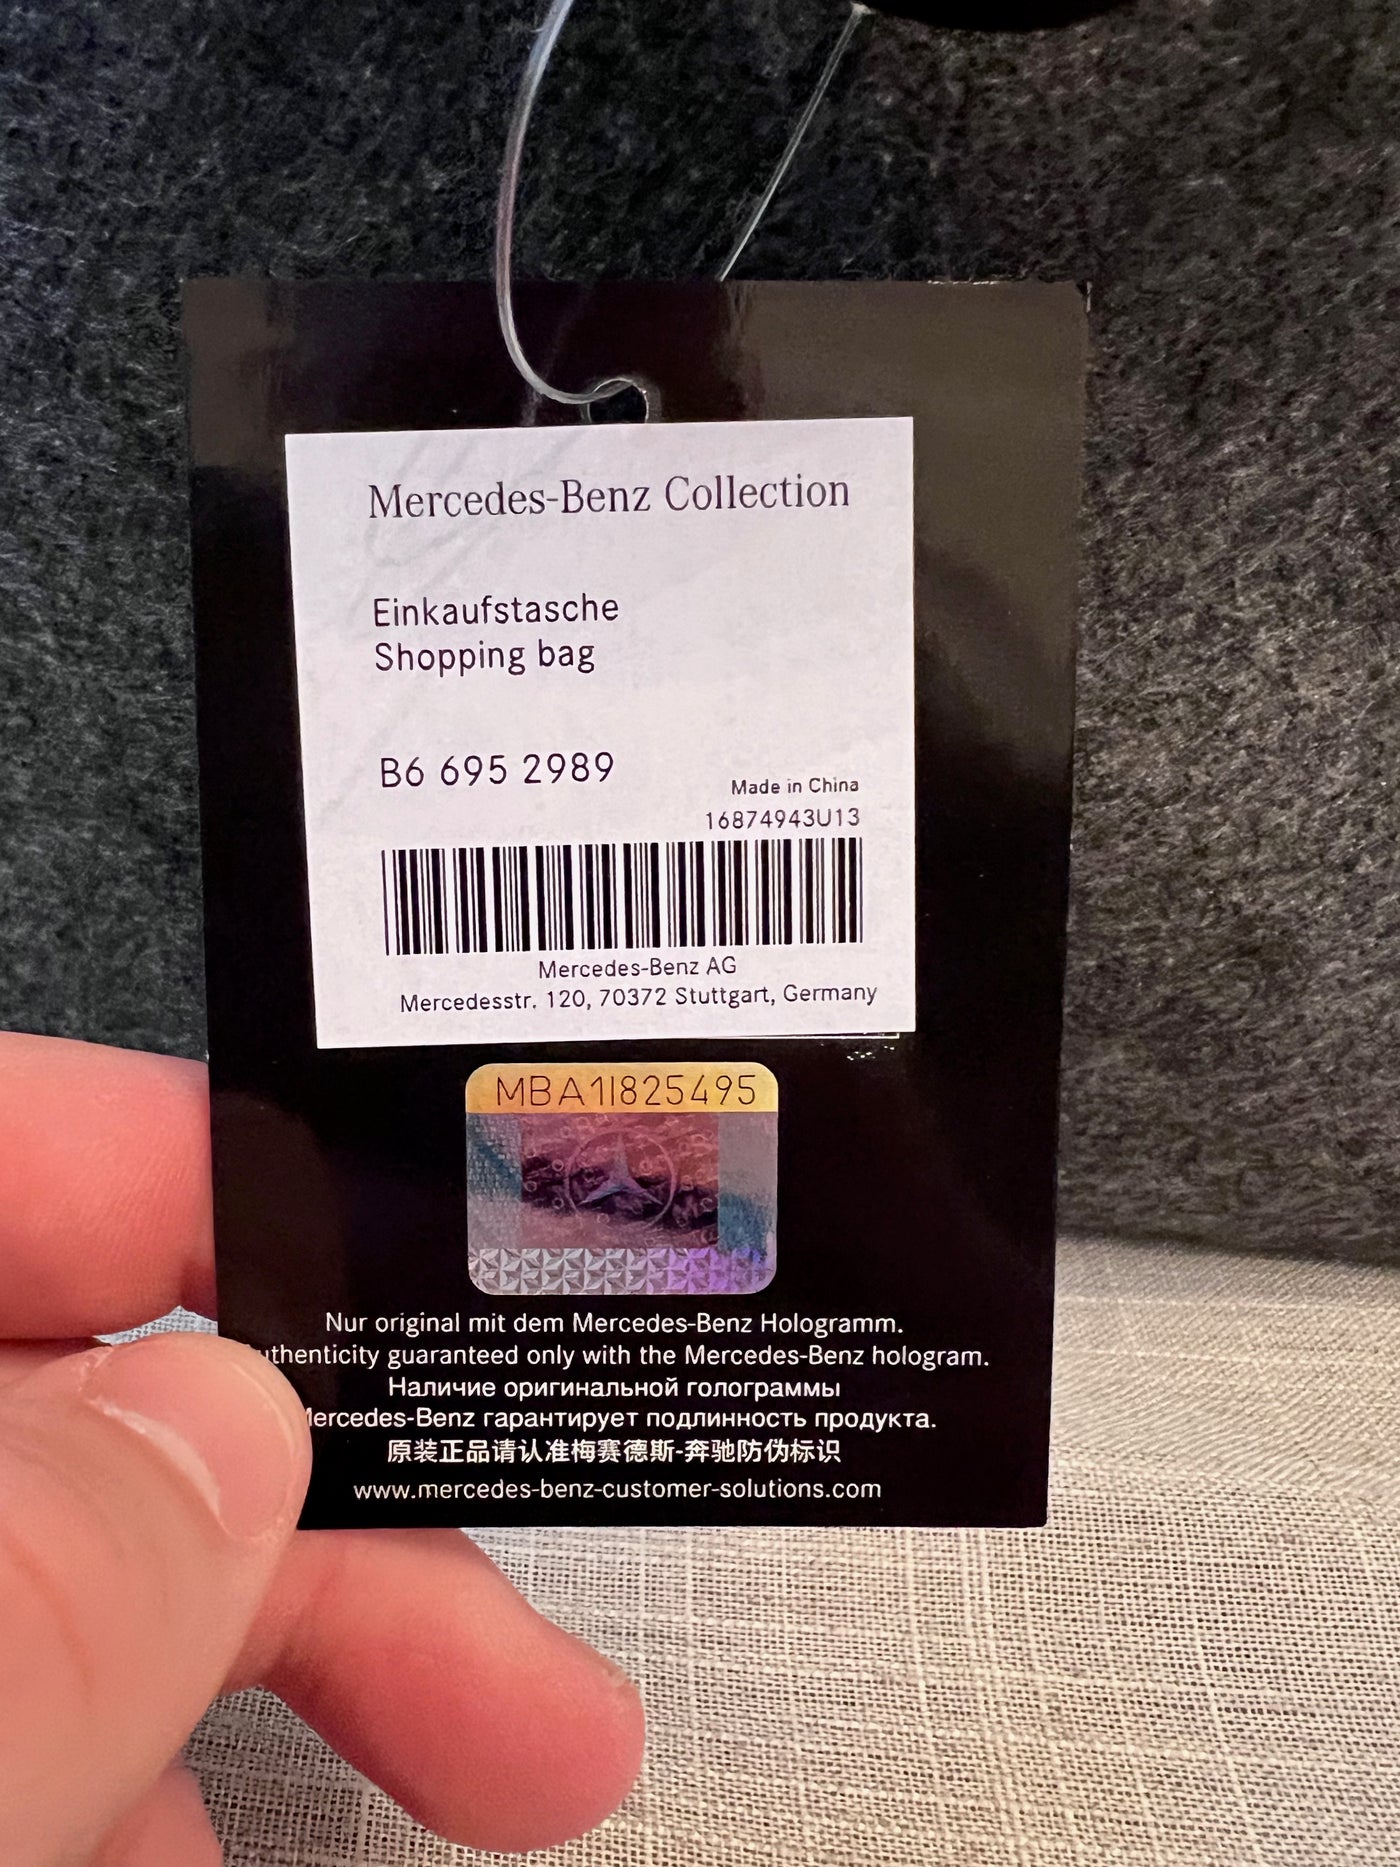 Mercedes-Benz Collection
Einkaufstasche
Shopping bag
B6 695 2989
Made in China
16874943U13
Mercedes-Benz AG
Mercedesstr. 120, 70372 Stuttgart, Germany
MBA1I825495
Nur original mit dem Mercedes-Benz Hologramm.
uthenticity guaranteed only with the Mercedes-Benz hologram.
Наличие оригинальной голограммы
Mercedes-Benz гарантирует подлинность продукта.
原装正品请认准梅赛德斯-奔驰防伪标识
www.mercedes-benz-customer-solutions.com